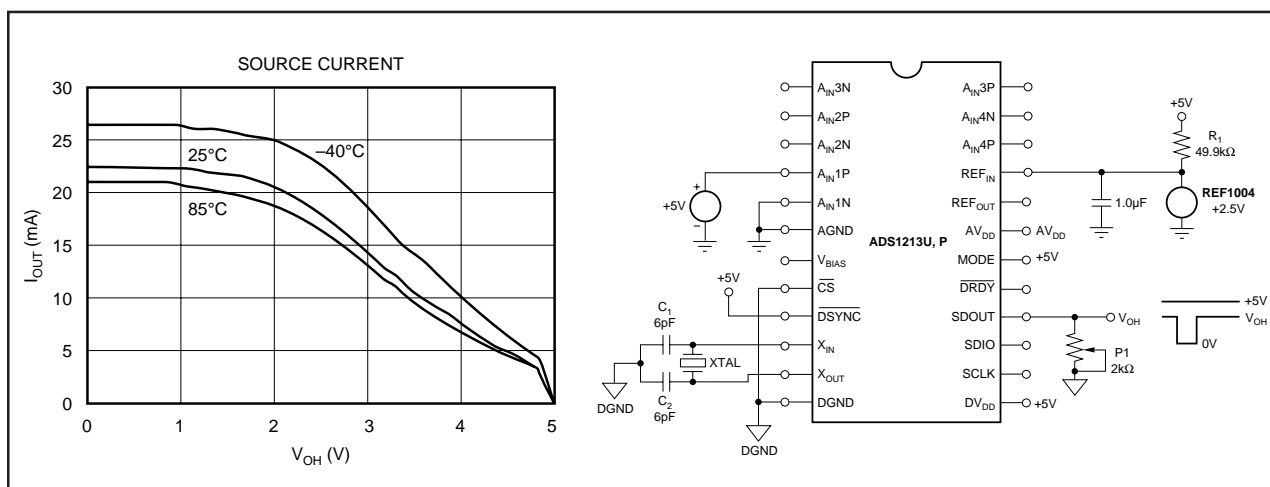 SOURCE CURRENT
30
25
20
15
10
5
0
I_OUT (mA)
–40°C
25°C
85°C
0 1 2 3 4 5
V_OH (V)
A_IN3N
A_IN2P
A_IN2N
A_IN1P
A_IN1N
AGND
V_BIAS
CS
DSYNC
X_IN
X_OUT
DGND
ADS1213U, P
A_IN3P
A_IN4N
A_IN4P
REF_IN
REF_OUT
AV_DD
MODE
DRDY
SDOUT
SDIO
SCLK
DV_DD
+
+5V
–
+5V
C1
6pF
XTAL
C2
6pF
DGND
DGND
+5V
R1
49.9kΩ
1.0µF
REF1004
+2.5V
AV_DD
+5V
V_OH
P1
2kΩ
+5V
+5V
V_OH
0V